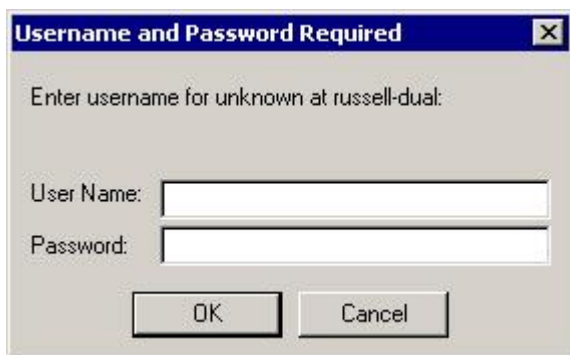 Username and Password Required
Enter username for unknown at russell-dual:
User Name:
Password:
OK Cancel